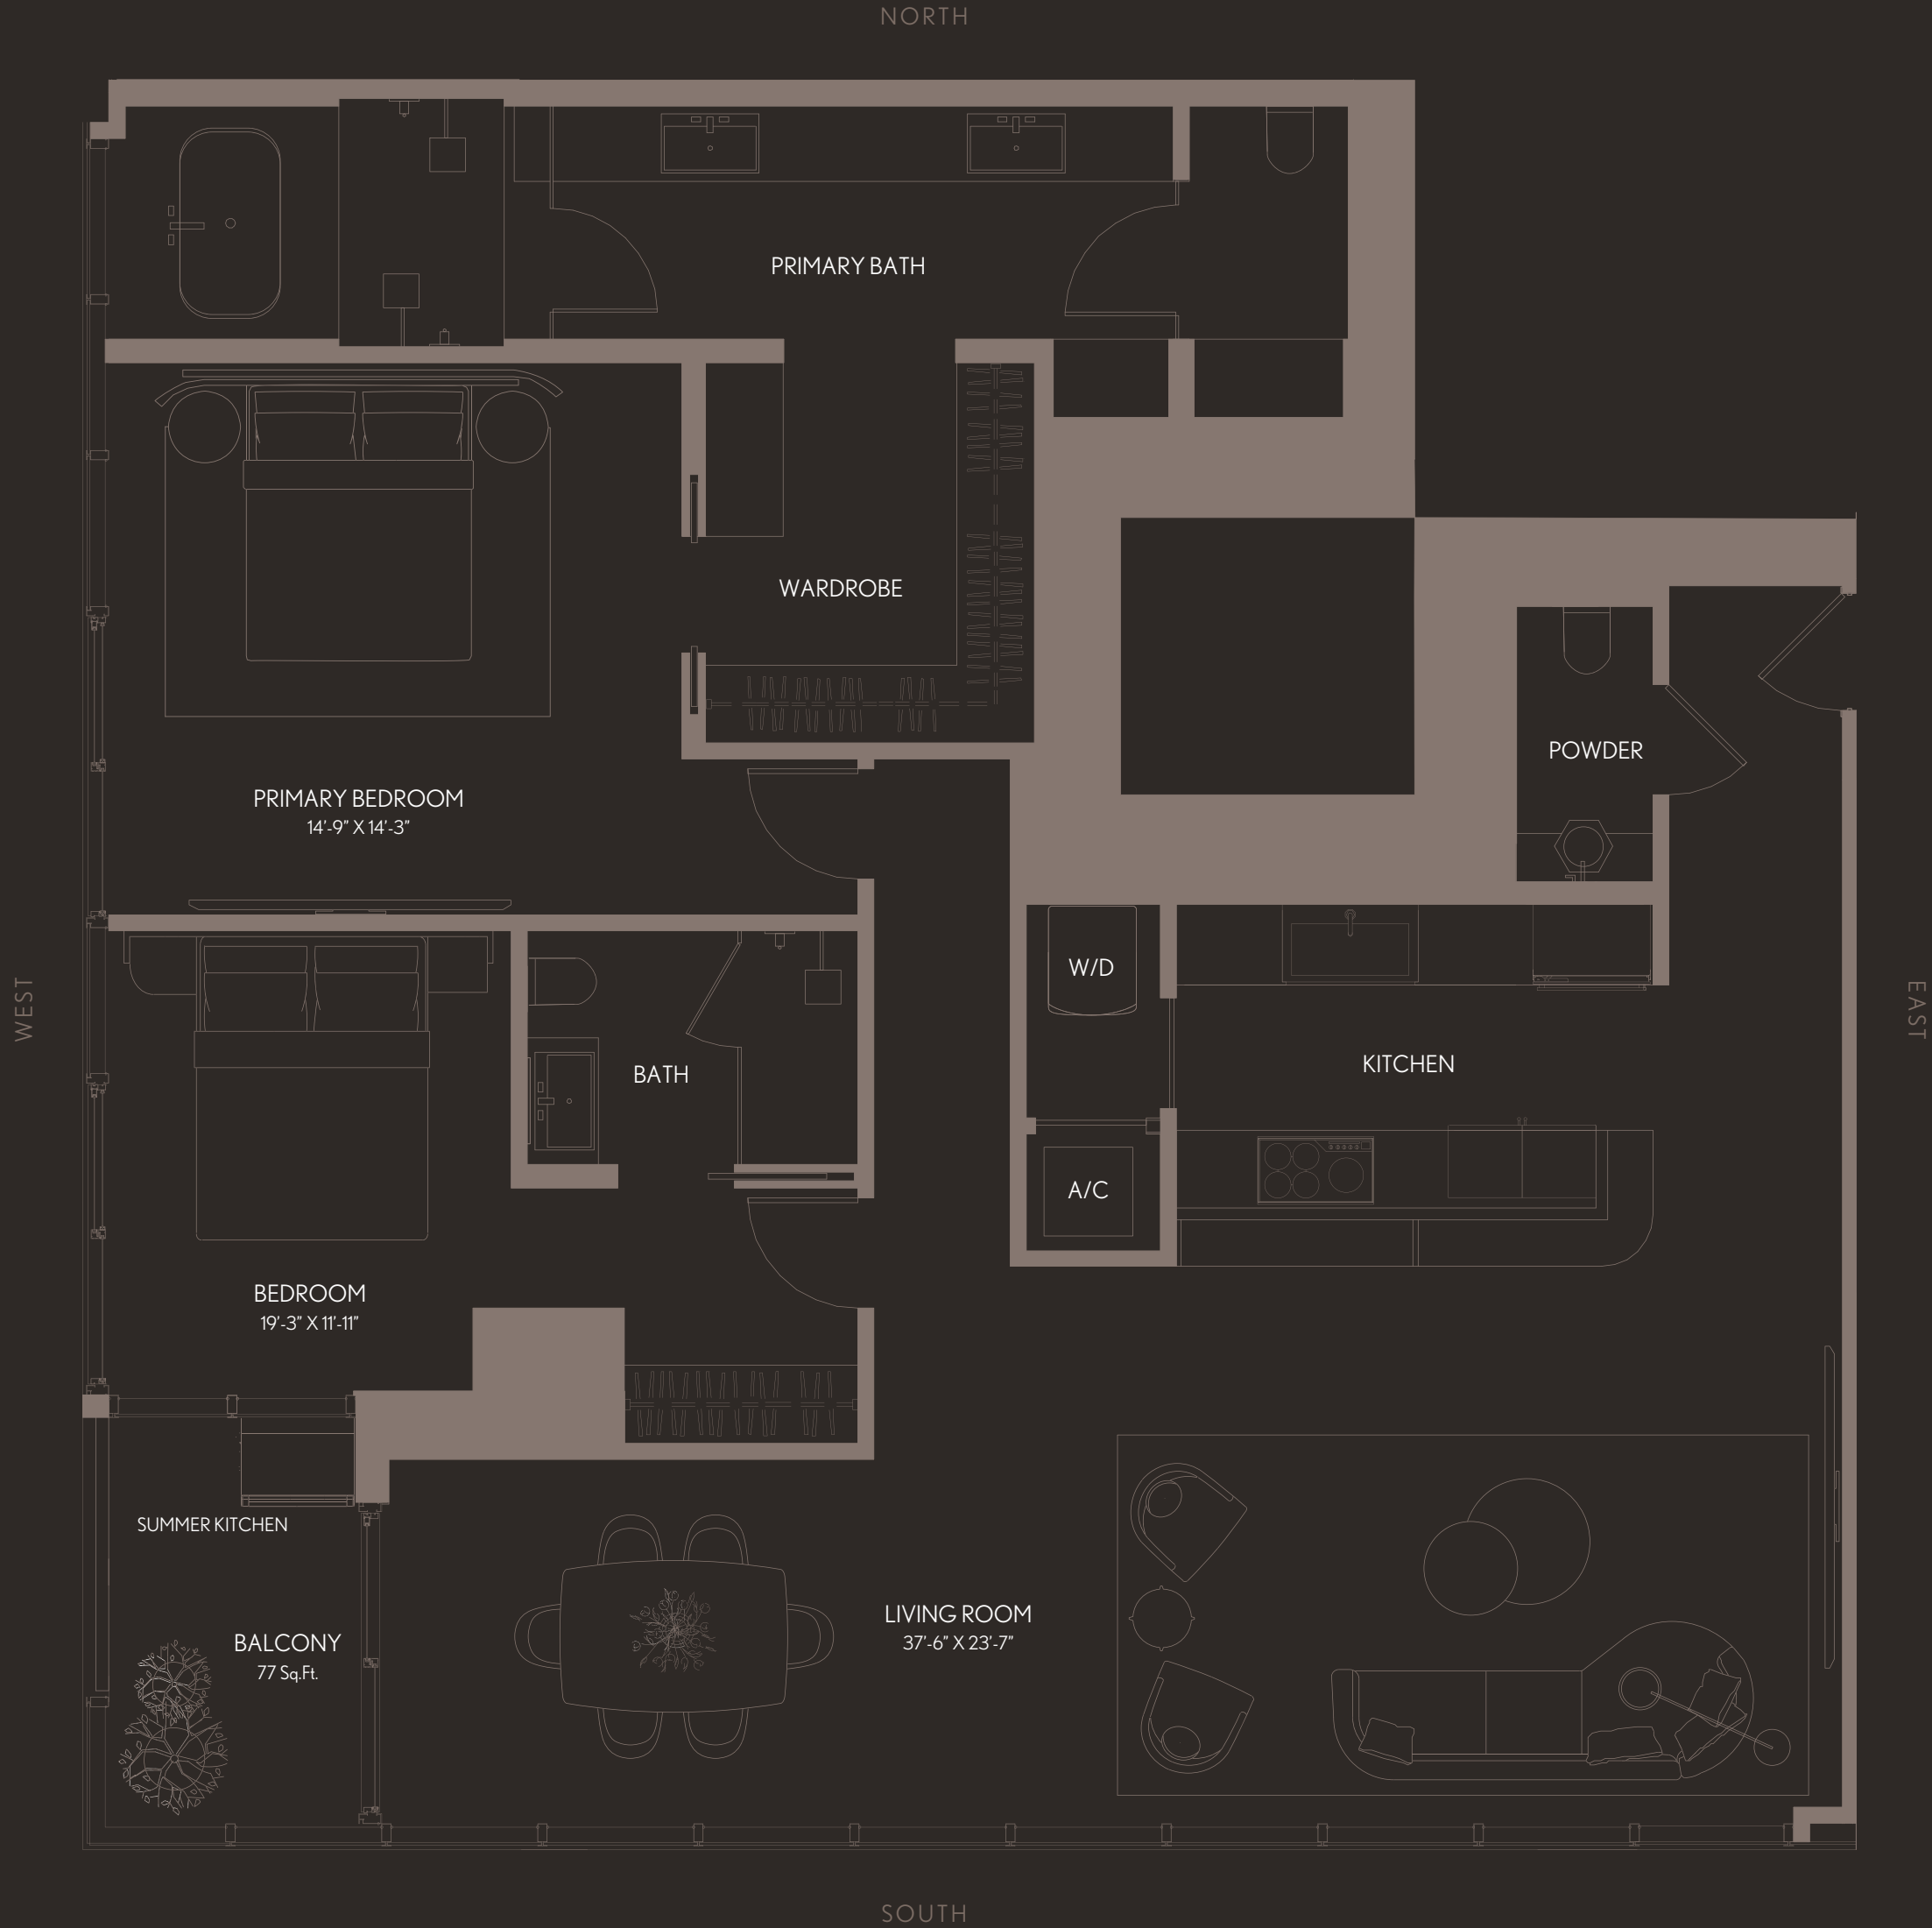 NORTH
PRIMARY BATH
WARDROBE
POWDER
PRIMARY BEDROOM
14'-9" X 14'-3"
W/D
WEST
EAST
KITCHEN
BATH
A/C
BEDROOM
19'-3" X 11'-11"
SUMMER KITCHEN
LIVING ROOM
37'-6" X 23'-7"
BALCONY
77 Sq.Ft.
SOUTH